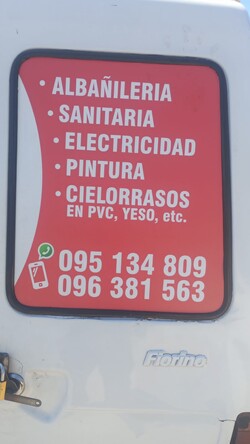 • ALBAÑILERIA
• SANITARIA
• ELECTRICIDAD
• PINTURA
• CIELORRASOS
EN PVC, YESO, etc.
095 134 809
096 381 563
Fiorino